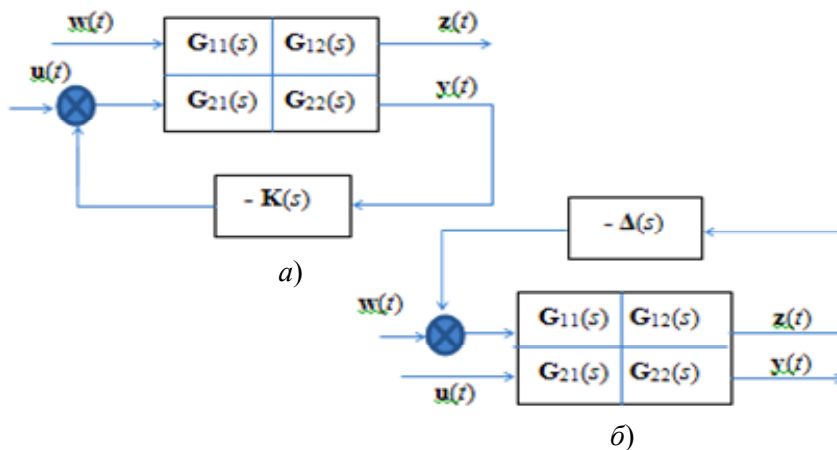 w(t)
G11(s) G12(s)
z(t)
u(t)
G21(s) G22(s)
y(t)
- K(s)
а)
- Δ(s)
w(t)
G11(s) G12(s)
z(t)
G21(s) G22(s)
y(t)
u(t)
б)